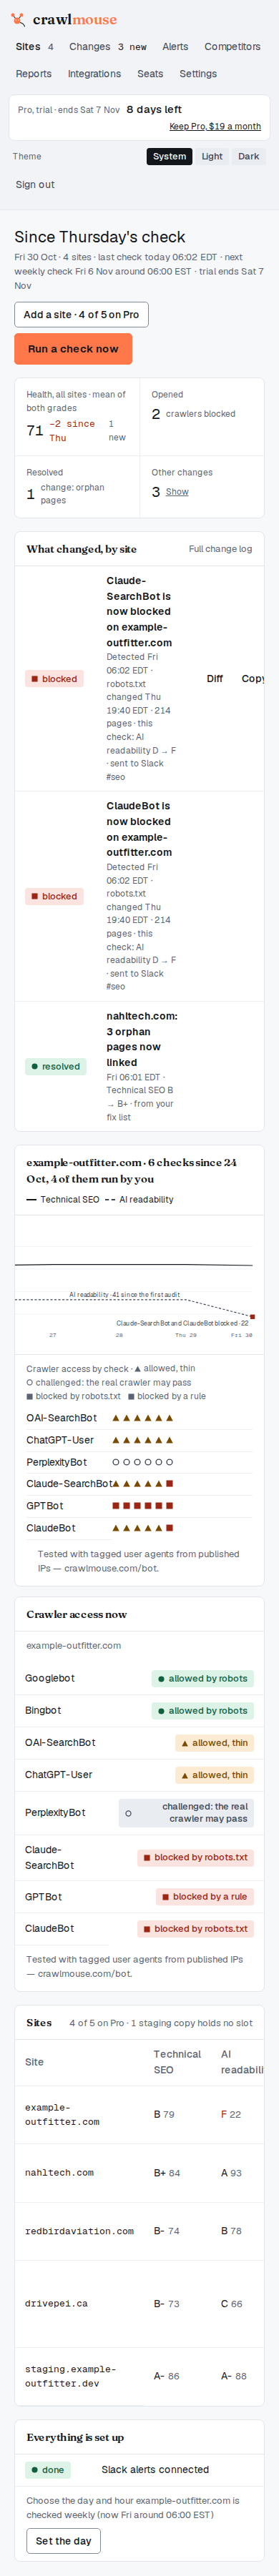 crawlmouse
Sites 4 Changes 3 new Alerts Competitors
Reports Integrations Seats Settings
Pro, trial · ends Sat 7 Nov 8 days left
Keep Pro, $19 a month
Theme System Light Dark
Sign out
Since Thursday's check
Fri 30 Oct · 4 sites · last check today 06:02 EDT · next
weekly check Fri 6 Nov around 06:00 EST · trial ends Sat 7
Nov
Add a site · 4 of 5 on Pro
Run a check now
Health, all sites · mean of
both grades
71 −2 since
Thu
1
new
Opened
2 crawlers blocked
Resolved
1 change: orphan
pages
Other changes
3 Show
What changed, by site Full change log
blocked
Claude-
SearchBot is
now blocked
on example-
outfitter.com
Detected Fri
06:02 EDT ·
robots.txt
changed Thu
19:40 EDT · 214
pages · this
check: AI
readability D → F
· sent to Slack
#seo
Diff Copy
blocked
ClaudeBot is
now blocked
on example-
outfitter.com
Detected Fri
06:02 EDT ·
robots.txt
changed Thu
19:40 EDT · 214
pages · this
check: AI
readability D → F
· sent to Slack
#seo
resolved
nahltech.com:
3 orphan
pages now
linked
Fri 06:01 EDT ·
Technical SEO B
→ B+ · from your
fix list
example-outfitter.com · 6 checks since 24
Oct, 4 of them run by you
Technical SEO AI readability
AI readability · 41 since the first audit
Claude-SearchBot and ClaudeBot blocked · 22
27 28 Thu 29 Fri 30
Crawler access by check · ▲ allowed, thin
○ challenged: the real crawler may pass
■ blocked by robots.txt ■ blocked by a rule
OAI-SearchBot ▲ ▲ ▲ ▲ ▲ ▲
ChatGPT-User ▲ ▲ ▲ ▲ ▲ ▲
PerplexityBot ○ ○ ○ ○ ○ ○
Claude-SearchBot ▲ ▲ ▲ ▲ ▲ ■
GPTBot ■ ■ ■ ■ ■ ■
ClaudeBot ▲ ▲ ▲ ▲ ▲ ■
Tested with tagged user agents from published
IPs — crawlmouse.com/bot.
Crawler access now
example-outfitter.com
Googlebot ● allowed by robots
Bingbot ● allowed by robots
OAI-SearchBot ▲ allowed, thin
ChatGPT-User ▲ allowed, thin
PerplexityBot ○ challenged: the real
crawler may pass
Claude-
SearchBot ■ blocked by robots.txt
GPTBot ■ blocked by a rule
ClaudeBot ■ blocked by robots.txt
Tested with tagged user agents from published IPs
— crawlmouse.com/bot.
Sites 4 of 5 on Pro · 1 staging copy holds no slot
Site Technical
SEO AI
readabili
example-
outfitter.com B 79 F 22
nahltech.com B+ 84 A 93
redbirdaviation.com B- 74 B 78
drivepei.ca B- 73 C 66
staging.example-
outfitter.dev A- 86 A- 88
Everything is set up
done Slack alerts connected
Choose the day and hour example-outfitter.com is
checked weekly (now Fri around 06:00 EST)
Set the day